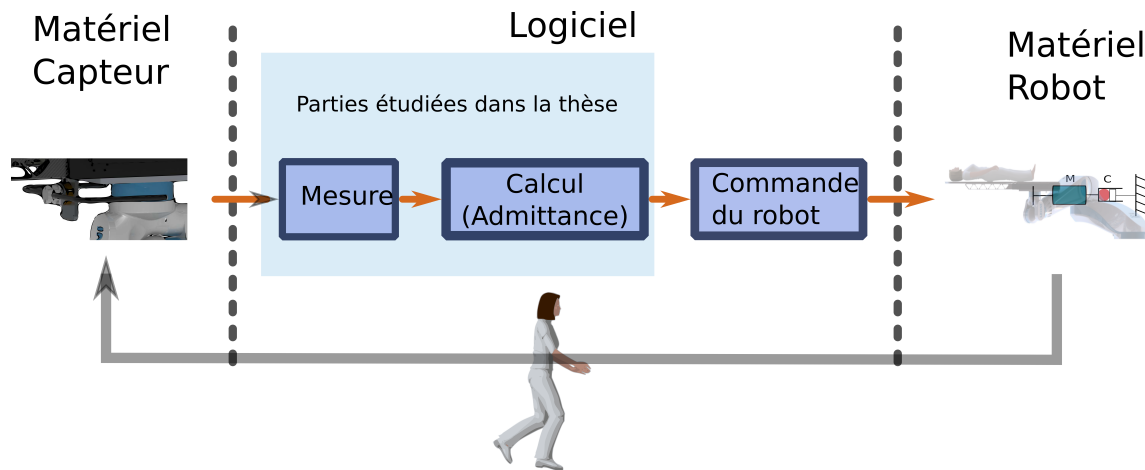 Matériel
Capteur
Logiciel
Matériel
Robot
Parties étudiées dans la thèse
Mesure
Calcul
(Admittance)
Commande
du robot
M
C